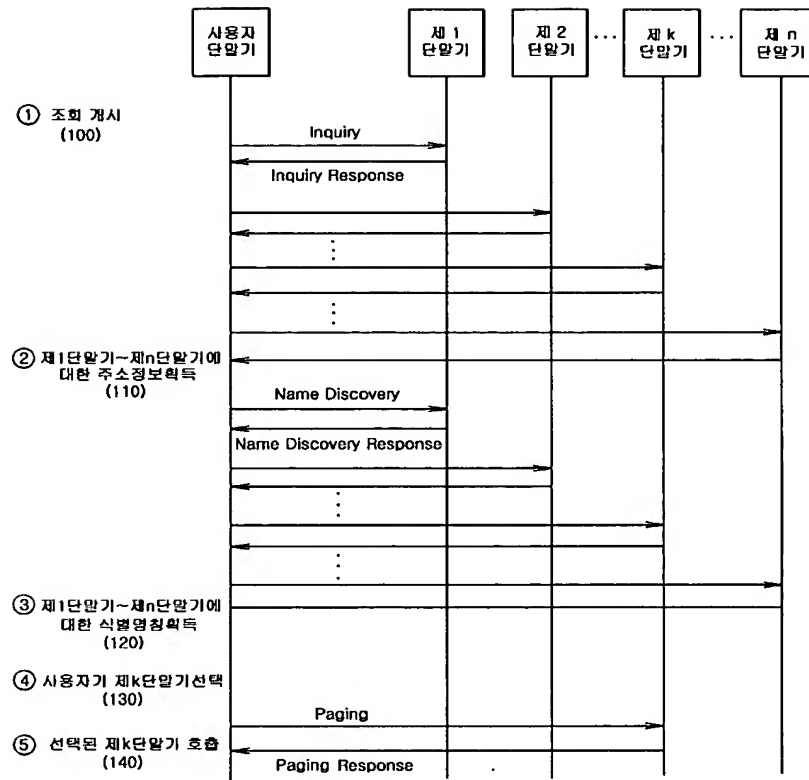 사용자
단말기
제 1
단말기
제 2
단말기
...
제 k
단말기
...
제 n
단말기
① 조회 개시
(100)
Inquiry
Inquiry Response
② 제1단말기~제n단말기에
대한 주소정보획득
(110)
Name Discovery
Name Discovery Response
③ 제1단말기~제n단말기에
대한 식별명칭획득
(120)
④ 사용자기 제k단말기선택
(130)
Paging
⑤ 선택된 제k단말기 호출
(140)
Paging Response